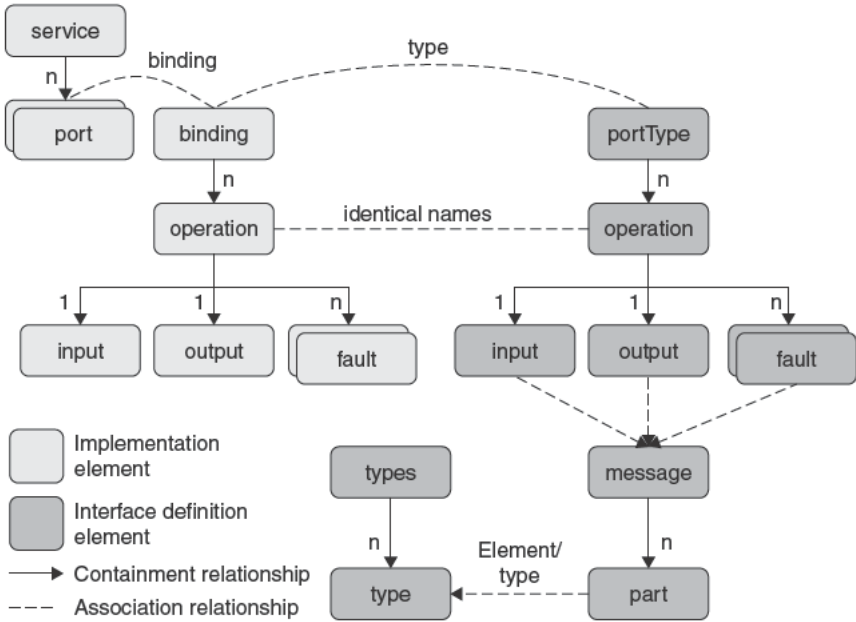 service
n
binding
type
port
binding
portType
n
n
operation
identical names
operation
1
1
n
1
1
n
input
output
fault
input
output
fault
Implementation
element
types
message
Interface definition
element
n
Element/
type
n
Containment relationship
type
part
Association relationship